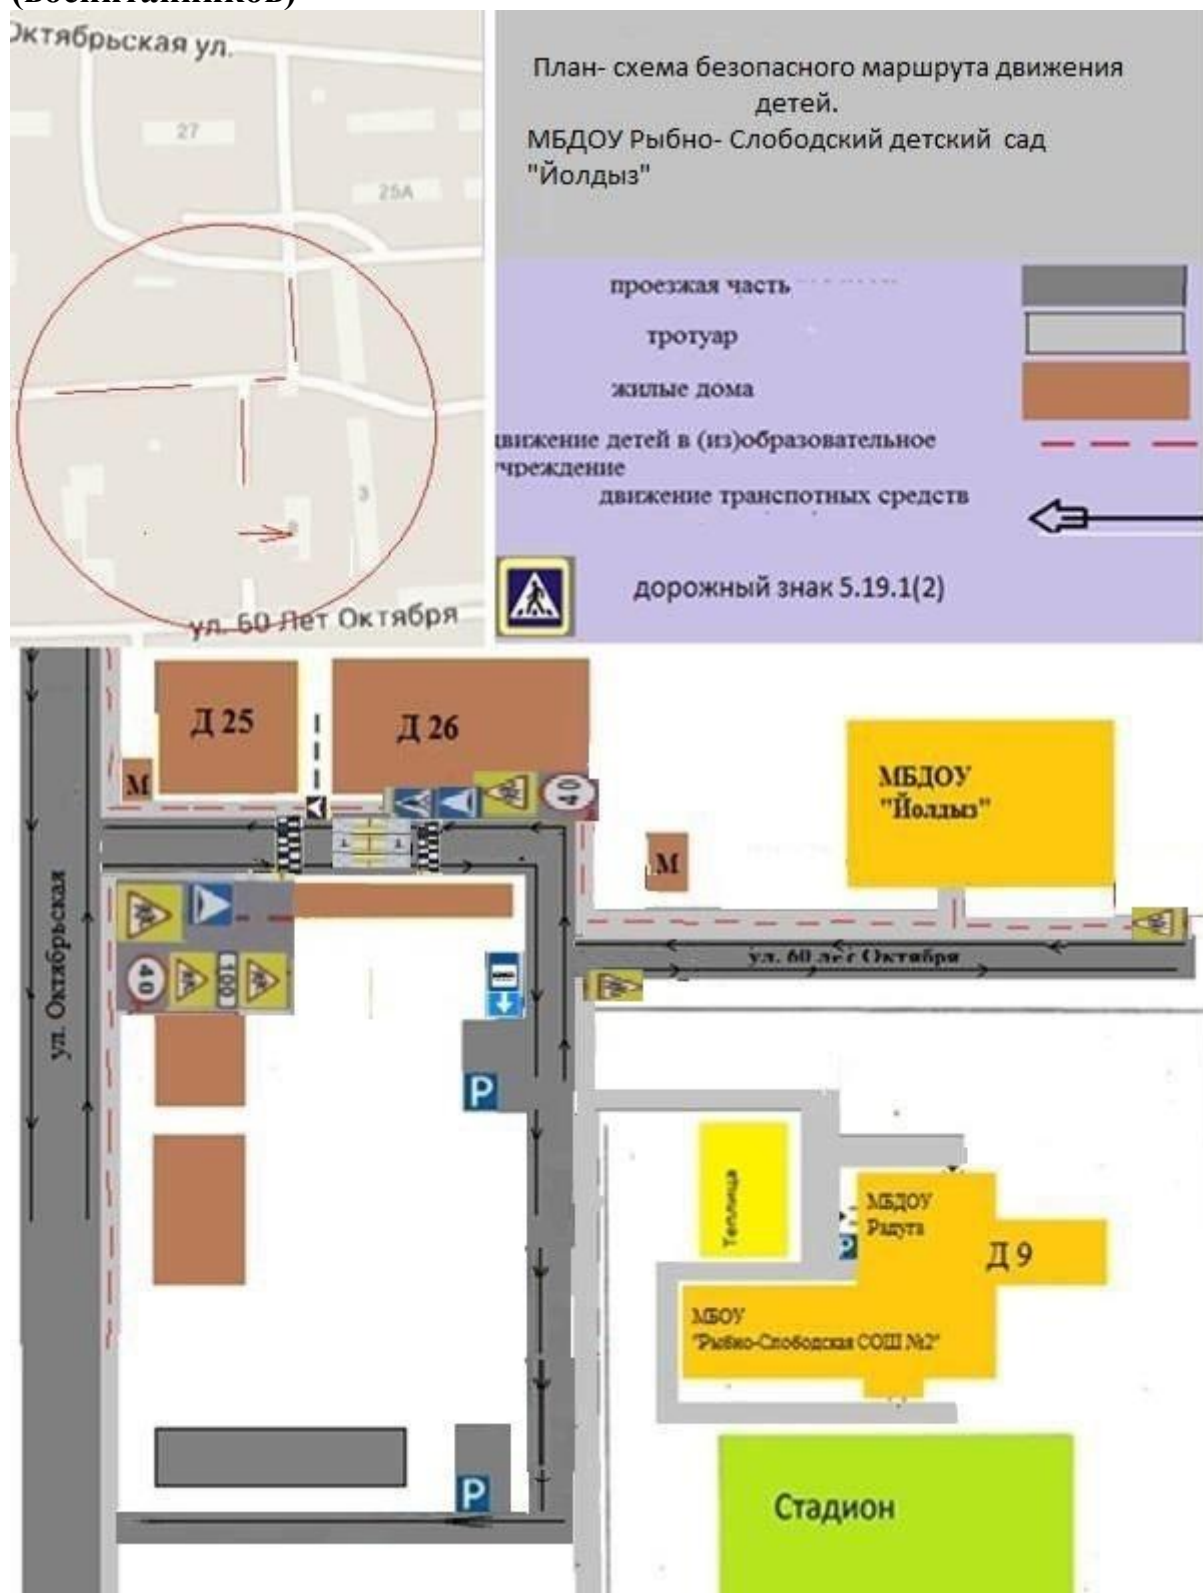 (воспитанников)
Октябрьская ул.
27
25А
3
ул. 60 Лет Октября
План- схема безопасного маршрута движения
детей.
МБДОУ Рыбно- Слободский детский сад
"Йолдыз"
проезжая часть
тротуар
жилые дома
движение детей в (из)образовательное
учреждение
движение транспотных средств
дорожный знак 5.19.1(2)
Д 25
Д 26
М
40
МБДОУ
"Йолдыз"
М
ул. Октябрьская
40
100
ул. 60 лет Октября
P
Теплица
МБДОУ
Радуга
P
Д 9
МБОУ
"Рыбно-Слободская СОШ №2"
P
Стадион